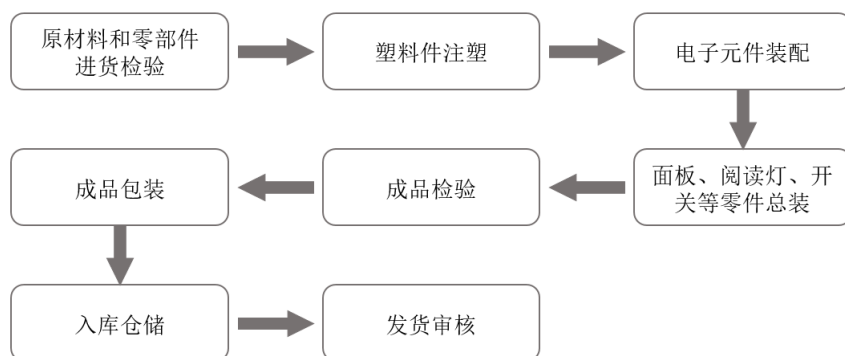 原材料和零部件
进货检验
塑料件注塑
电子元件装配
面板、阅读灯、开
关等零件总装
成品检验
成品包装
入库仓储
发货审核